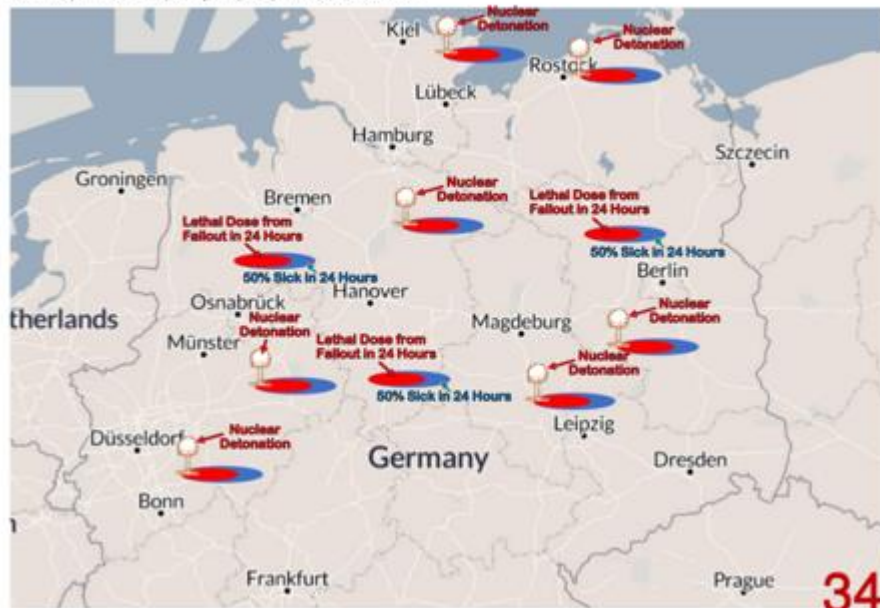 Nuclear
Detonation
Kiel
Nuclear
Detonation
Rostock
Lübeck
Hamburg
Szczecin
Groningen
Nuclear
Detonation
Bremen
Lethal Dose from
Fallout in 24 Hours
Lethal Dose from
Fallout in 24 Hours
50% Sick in 24 Hours
50% Sick in 24 Hours
Berlin
Hanover
Osnabrück
Nuclear
Detonation
therlands
Magdeburg
Nuclear
Detonation
Münster
Lethal Dose from
Fallout in 24 Hours
50% Sick in 24 Hours
Nuclear
Detonation
Leipzig
Düsseldorf
Nuclear
Detonation
Germany
Dresden
Bonn
Frankfurt
Prague
34